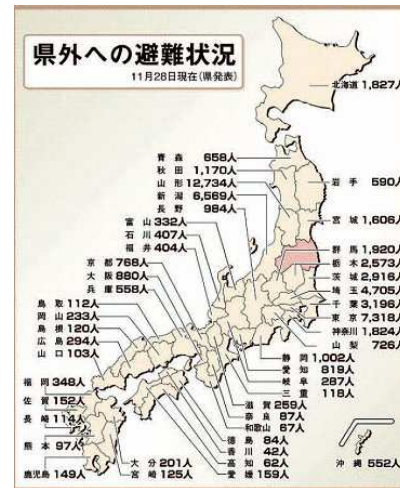 県外への避難状況
11月28日現在(県発表)
北海道 1,827人
青森 658人
秋田 1,170人
山形 12,734人
新潟 6,569人
長野 984人
富山 332人
石川 407人
福井 404人
京都 768人
大阪 880人
兵庫 558人
鳥取 112人
岡山 233人
島根 120人
広島 294人
山口 103人
福岡 348人
佐賀 152人
長崎 114人
熊本 97人
鹿児島 149人
大分 201人
宮崎 125人
岩手 590人
宮城 1,606人
群馬 1,920人
栃木 2,573人
茨城 2,916人
埼玉 4,705人
千葉 3,196人
東京 7,318人
神奈川 1,824人
山梨 726人
静岡 1,002人
愛知 819人
岐阜 287人
三重 118人
滋賀 259人
奈良 87人
和歌山 67人
徳島 84人
香川 42人
高知 62人
愛媛 159人
沖縄 552人